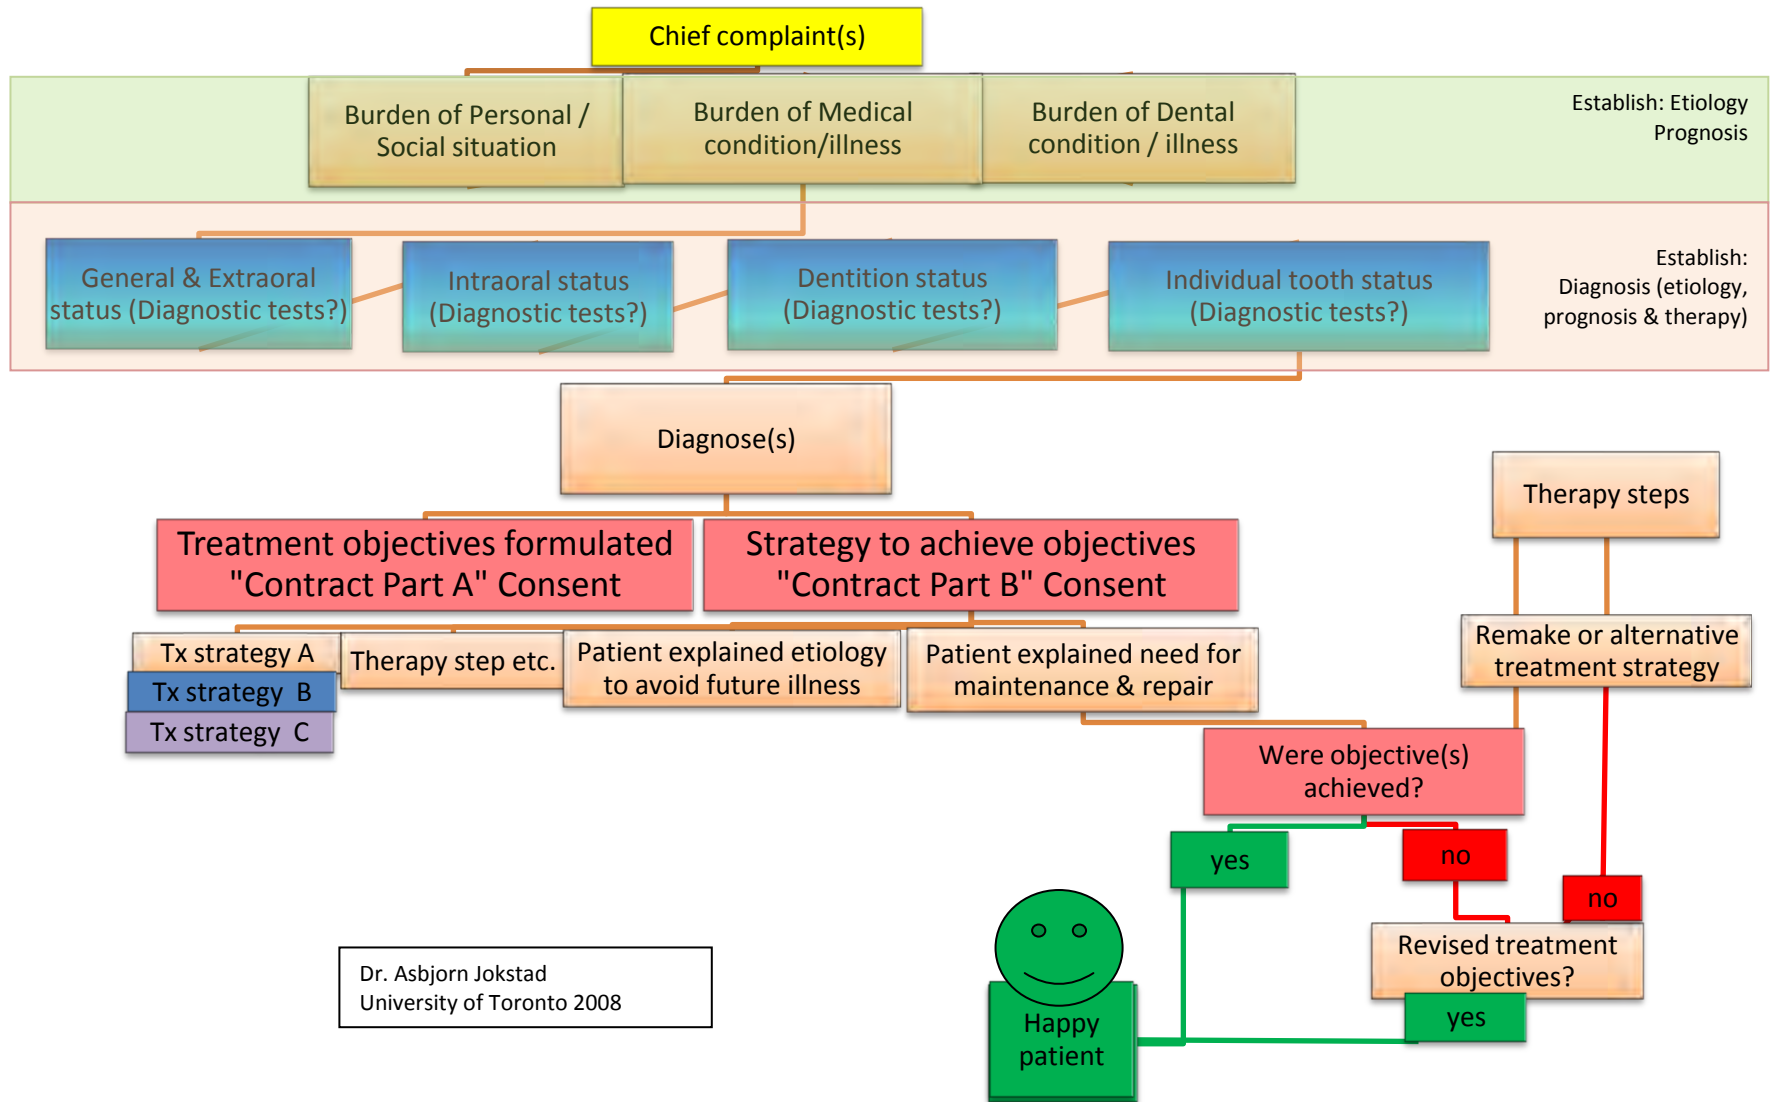 Chief complaint(s)
Burden of Personal /
Social situation
Burden of Medical
condition/illness
Burden of Dental
condition / illness
Establish: Etiology
Prognosis
General & Extraoral
status (Diagnostic tests?)
Intraoral status
(Diagnostic tests?)
Dentition status
(Diagnostic tests?)
Individual tooth status
(Diagnostic tests?)
Establish:
Diagnosis (etiology,
prognosis & therapy)
Diagnose(s)
Therapy steps
Treatment objectives formulated
"Contract Part A" Consent
Strategy to achieve objectives
"Contract Part B" Consent
Tx strategy A
Tx strategy  B
Tx strategy  C
Therapy step etc.
Patient explained etiology
to avoid future illness
Patient explained need for
maintenance & repair
Remake or alternative
treatment strategy
Were objective(s)
achieved?
yes
no
no
Revised treatment
objectives?
yes
Happy
patient
Dr. Asbjorn Jokstad
University of Toronto 2008